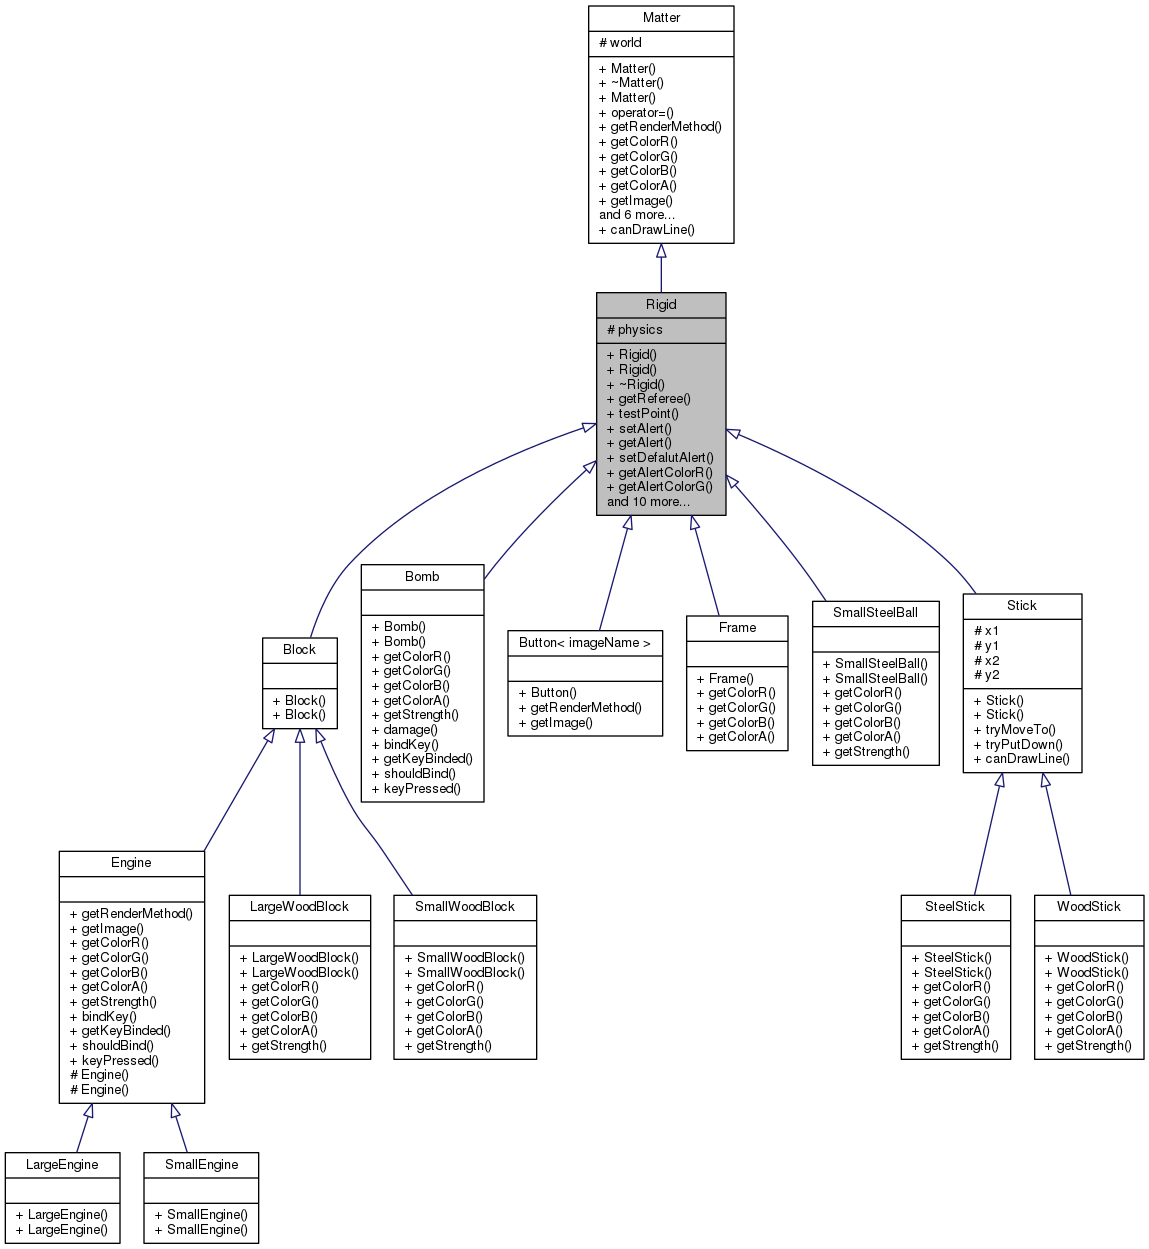 Matter
# world
+ Matter()
+ ~Matter()
+ Matter()
+ operator=()
+ getRenderMethod()
+ getColorR()
+ getColorG()
+ getColorB()
+ getColorA()
+ getImage()
and 6 more...
+ canDrawLine()
Rigid
# physics
+ Rigid()
+ Rigid()
+ ~Rigid()
+ getReferee()
+ testPoint()
+ setAlert()
+ getAlert()
+ setDefalutAlert()
+ getAlertColorR()
+ getAlertColorG()
and 10 more...
Block
+ Block()
+ Block()
Bomb
+ Bomb()
+ Bomb()
+ getColorR()
+ getColorG()
+ getColorB()
+ getColorA()
+ getStrength()
+ damage()
+ bindKey()
+ getKeyBinded()
+ shouldBind()
+ keyPressed()
Button< imageName >
+ Button()
+ getRenderMethod()
+ getImage()
Frame
+ Frame()
+ getColorR()
+ getColorG()
+ getColorB()
+ getColorA()
SmallSteelBall
+ SmallSteelBall()
+ SmallSteelBall()
+ getColorR()
+ getColorG()
+ getColorB()
+ getColorA()
+ getStrength()
Stick
# x1
# y1
# x2
# y2
+ Stick()
+ Stick()
+ tryMoveTo()
+ tryPutDown()
+ canDrawLine()
Engine
+ getRenderMethod()
+ getImage()
+ getColorR()
+ getColorG()
+ getColorB()
+ getColorA()
+ getStrength()
+ bindKey()
+ getKeyBinded()
+ shouldBind()
+ keyPressed()
# Engine()
# Engine()
LargeWoodBlock
+ LargeWoodBlock()
+ LargeWoodBlock()
+ getColorR()
+ getColorG()
+ getColorB()
+ getColorA()
+ getStrength()
SmallWoodBlock
+ SmallWoodBlock()
+ SmallWoodBlock()
+ getColorR()
+ getColorG()
+ getColorB()
+ getColorA()
+ getStrength()
SteelStick
+ SteelStick()
+ SteelStick()
+ getColorR()
+ getColorG()
+ getColorB()
+ getColorA()
+ getStrength()
WoodStick
+ WoodStick()
+ WoodStick()
+ getColorR()
+ getColorG()
+ getColorB()
+ getColorA()
+ getStrength()
LargeEngine
+ LargeEngine()
+ LargeEngine()
SmallEngine
+ SmallEngine()
+ SmallEngine()